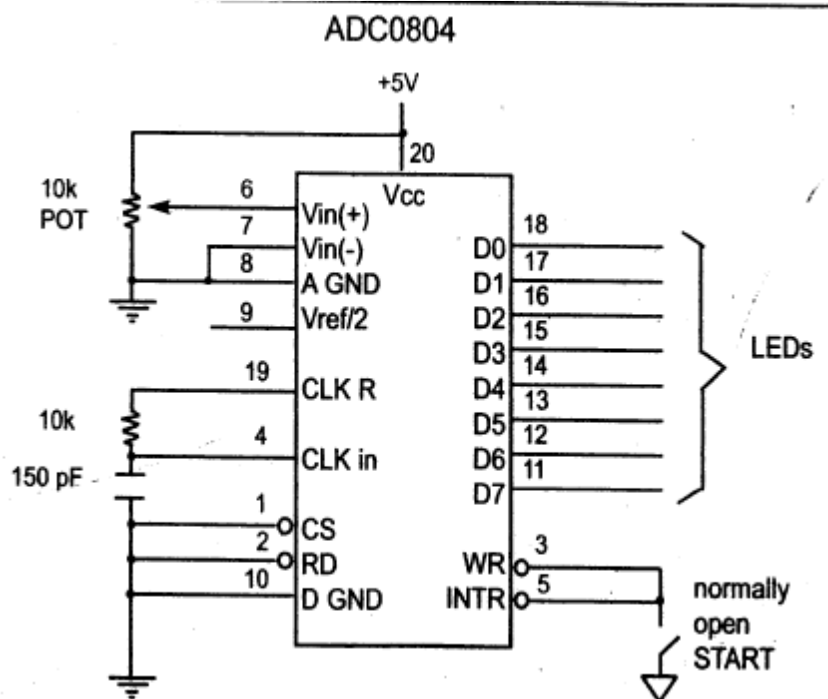 ADC0804
+5V
20
Vcc
10k
POT
6
Vin(+)
7
Vin(-)
8
A GND
9
Vref/2
19
CLK R
10k
4
CLK in
150 pF
1
CS
2
RD
10
D GND
18
D0
17
D1
16
D2
15
D3
14
D4
13
D5
12
D6
11
D7
LEDs
3
WR
5
INTR
normally
open
START